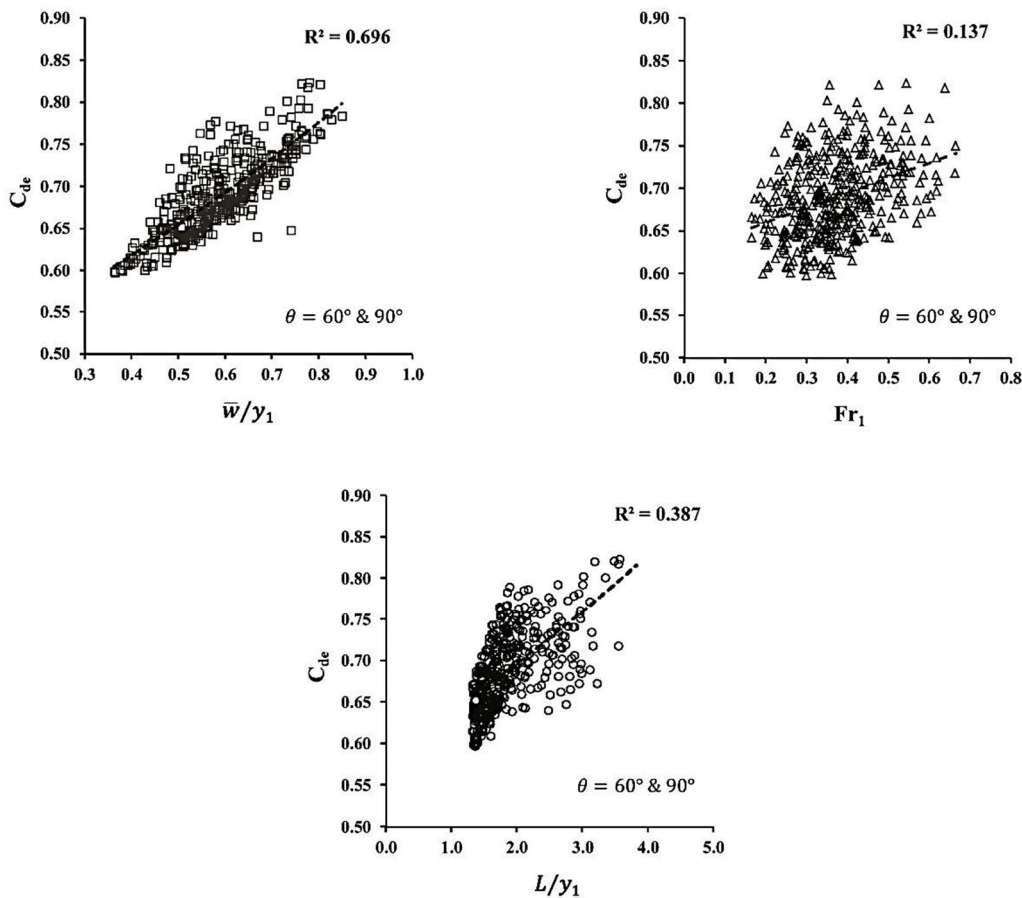 0.90
0.85
0.80
0.75
0.70
0.65
0.60
0.55
0.50
C_de
R² = 0.696
θ = 60° & 90°
0.3 0.4 0.5 0.6 0.7 0.8 0.9 1.0
w̅/y₁
0.90
0.85
0.80
0.75
0.70
0.65
0.60
0.55
0.50
C_de
R² = 0.137
θ = 60° & 90°
0.0 0.1 0.2 0.3 0.4 0.5 0.6 0.7 0.8
Fr₁
0.90
0.85
0.80
0.75
0.70
0.65
0.60
0.55
0.50
C_de
R² = 0.387
θ = 60° & 90°
0.0 1.0 2.0 3.0 4.0 5.0
L/y₁